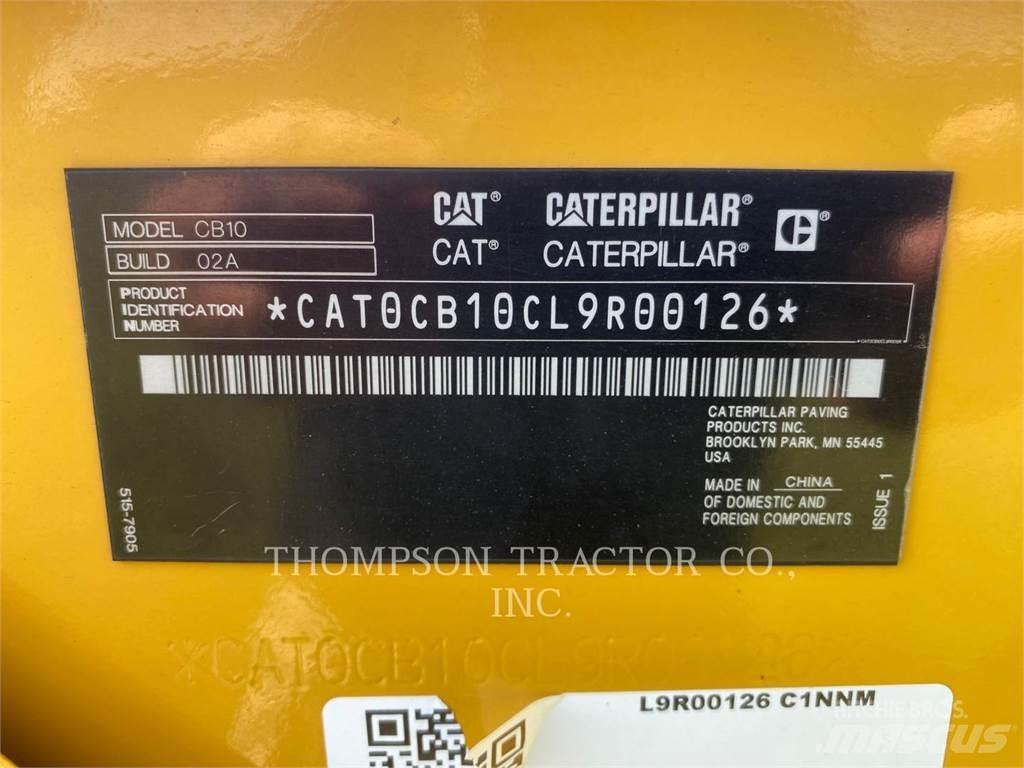 CAT® CATERPILLAR® C®
CAT® CATERPILLAR®
MODEL CB10
BUILD 02A
PRODUCT
IDENTIFICATION
NUMBER
*CAT0CB10CL9R00126*
CATERPILLAR PAVING
PRODUCTS INC.
BROOKLYN PARK, MN 55445
USA
MADE IN CHINA
OF DOMESTIC AND
FOREIGN COMPONENTS
515-7905
ISSUE 1
THOMPSON TRACTOR CO.,
INC.
L9R00126 C1NNM
RITCHIE BROS.
MASCUS